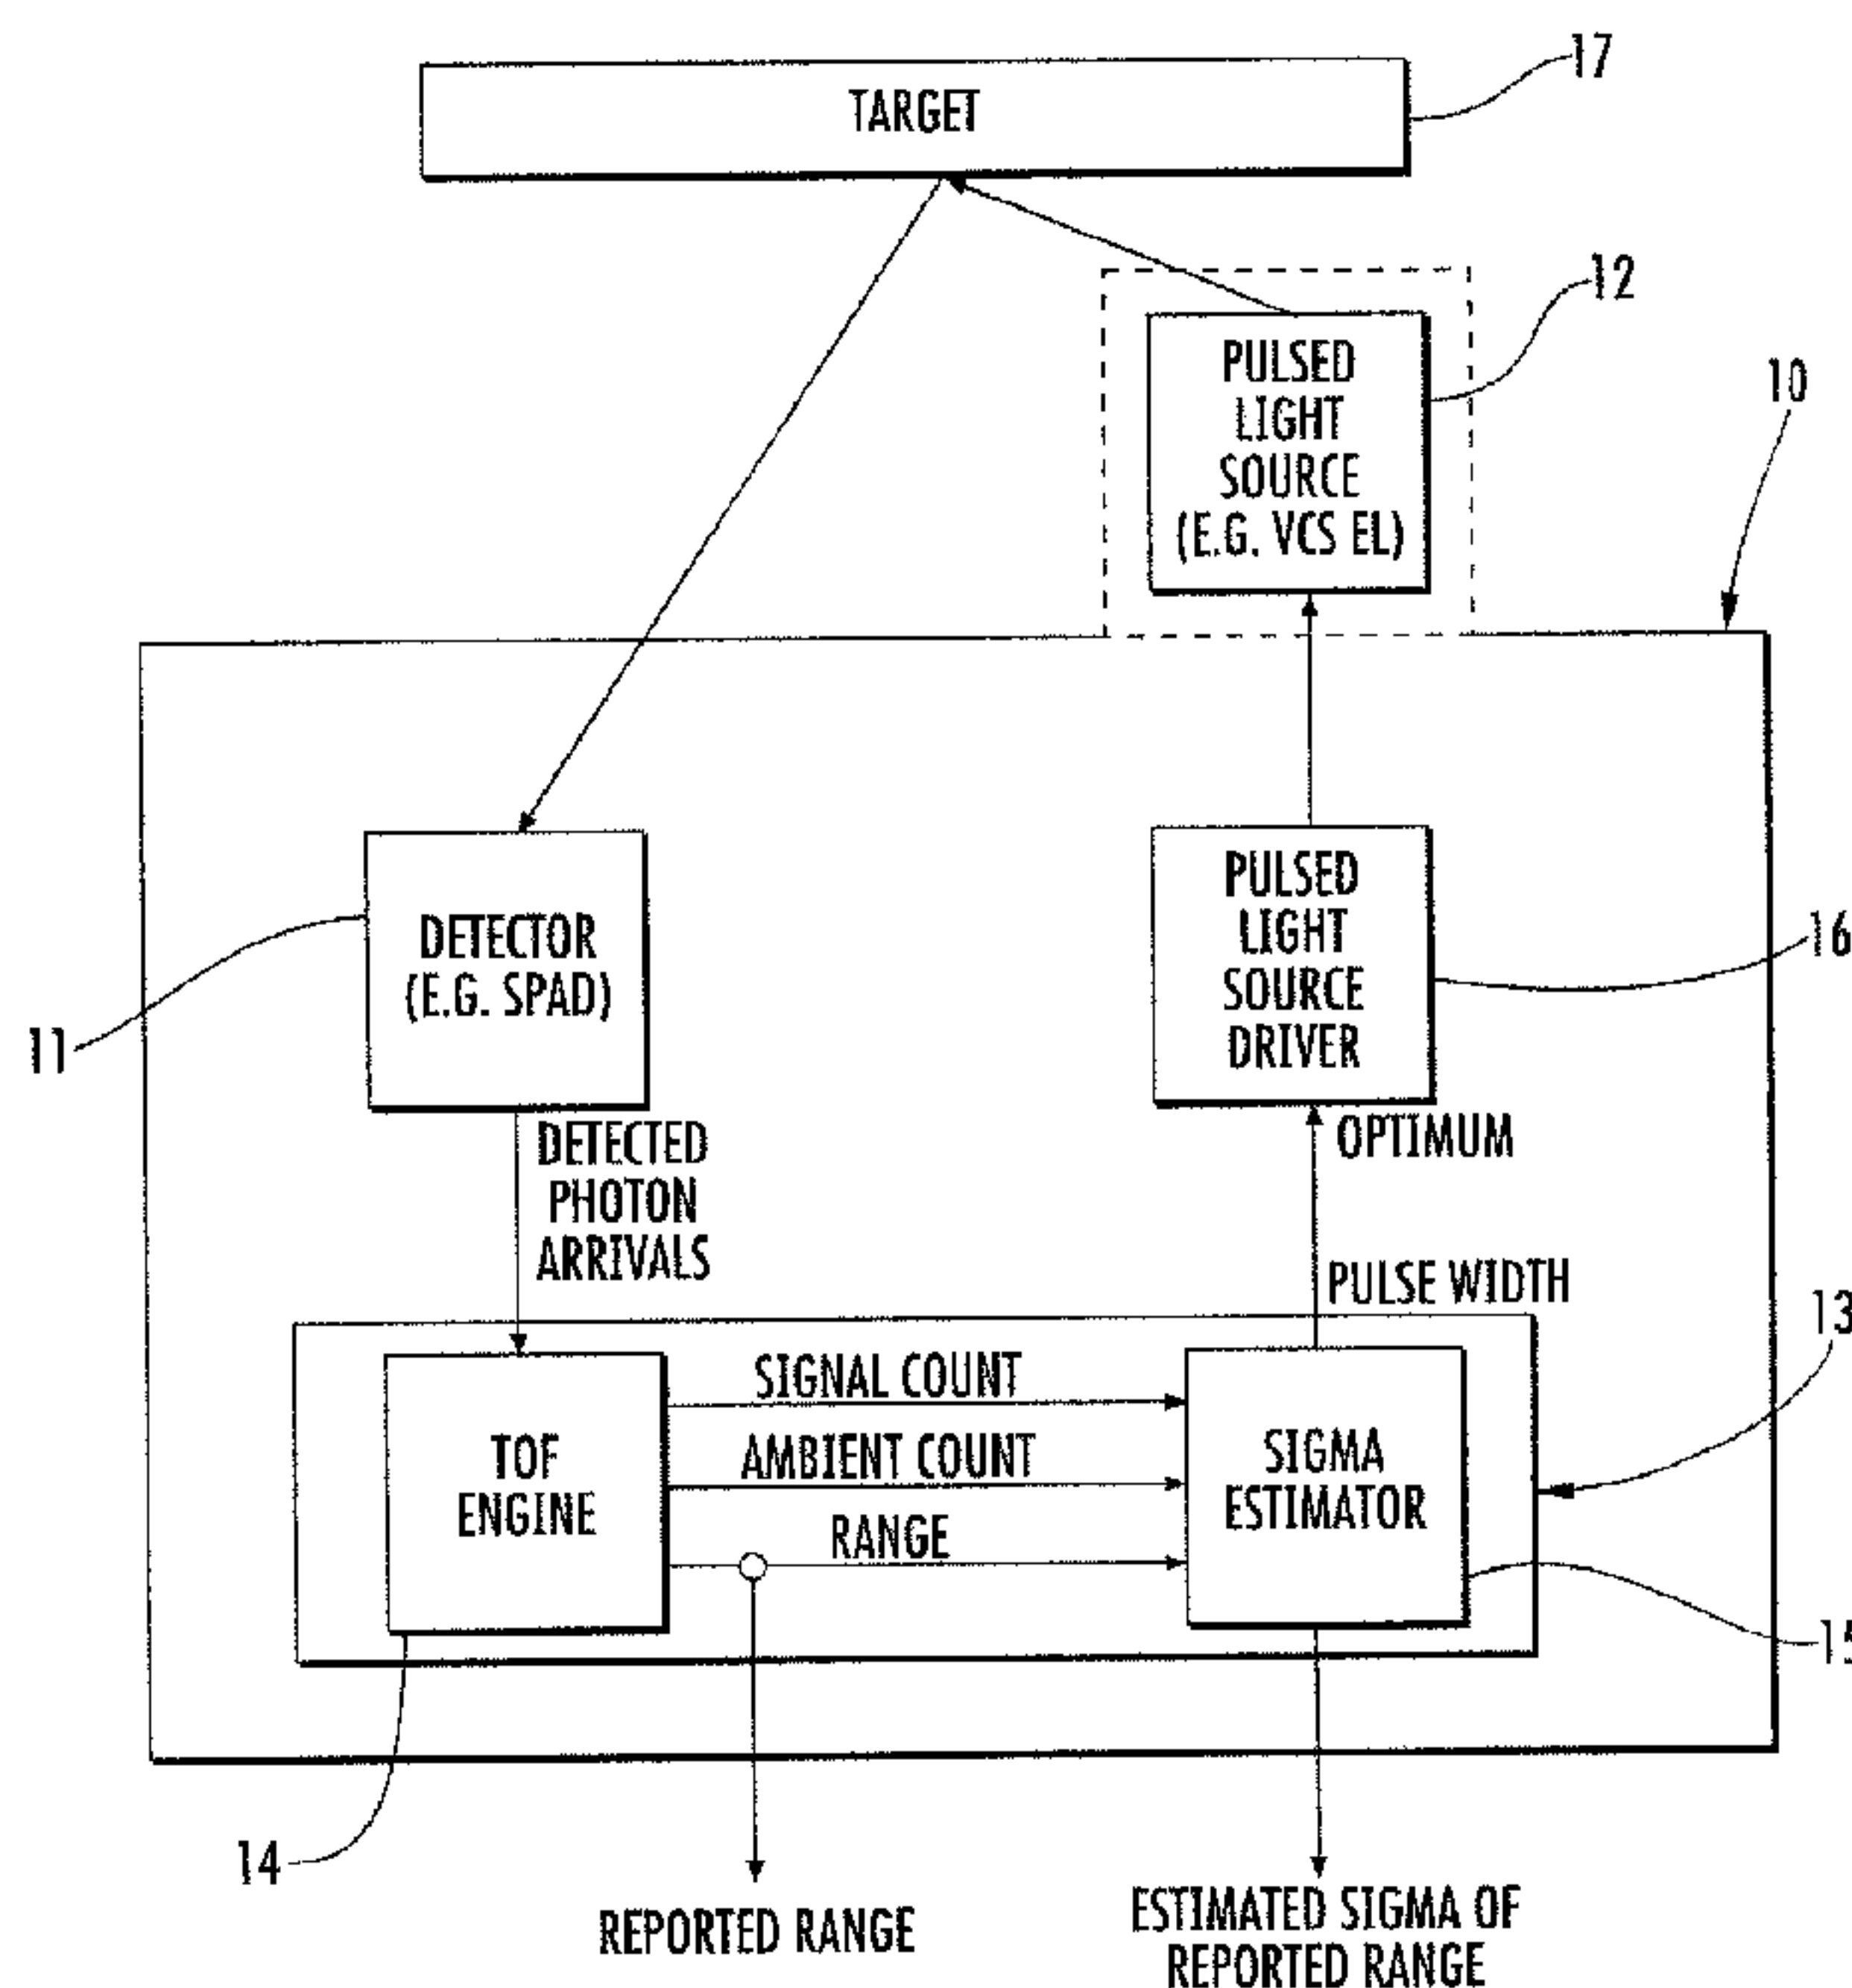 17
TARGET
12
PULSED
LIGHT
SOURCE
(E.G. VCS EL)
10
DETECTOR
(E.G. SPAD)
11
PULSED
LIGHT
SOURCE
DRIVER
16
DETECTED
PHOTON
ARRIVALS
OPTIMUM
PULSE WIDTH
13
TOF
ENGINE
SIGNAL COUNT
AMBIENT COUNT
RANGE
SIGMA
ESTIMATOR
15
14
REPORTED RANGE
ESTIMATED SIGMA OF
REPORTED RANGE